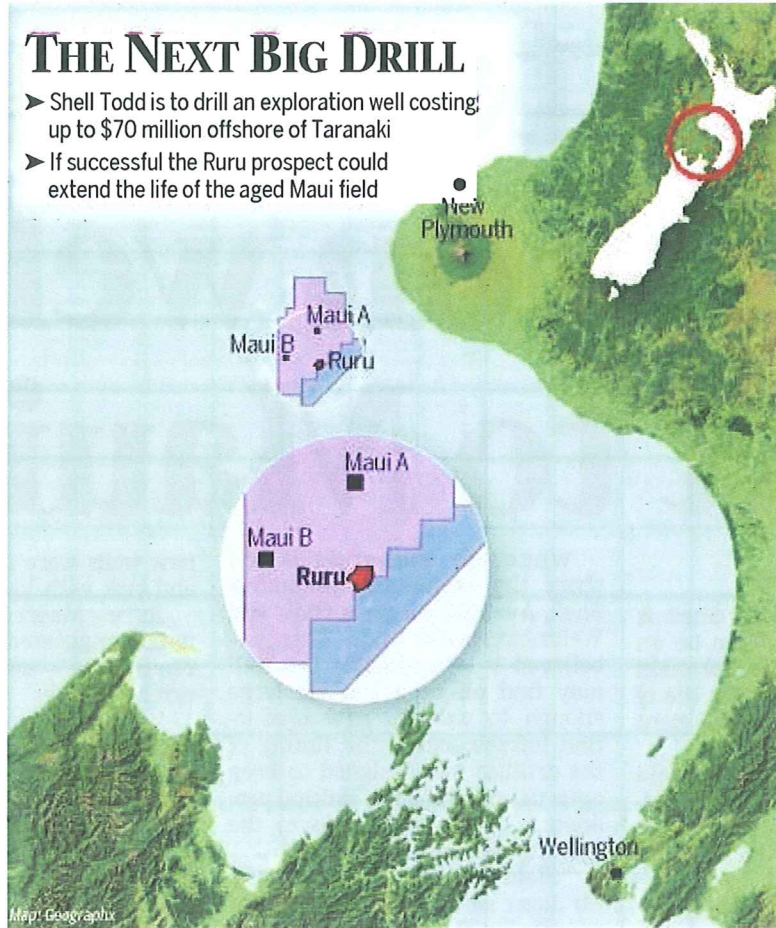 THE NEXT BIG DRILL
➤ Shell Todd is to drill an exploration well costing
up to $70 million offshore of Taranaki
➤ If successful the Ruru prospect could
extend the life of the aged Maui field
New
Plymouth
Maui A
Maui B
Ruru
Maui A
Maui B
Ruru
Wellington
Map: Geographx